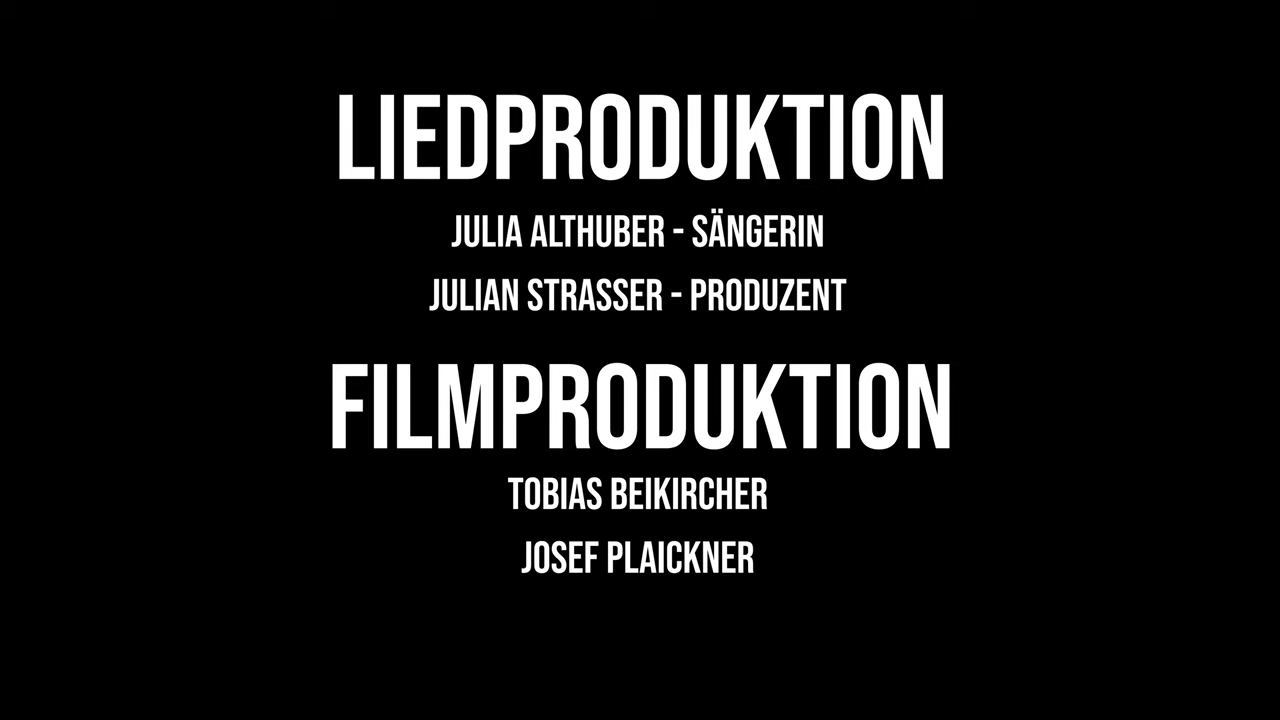 LIEDPRODUKTION
JULIA ALTHUBER - SÄNGERIN
JULIAN STRASSER - PRODUZENT
FILMPRODUKTION
TOBIAS BEIKIRCHER
JOSEF PLAICKNER